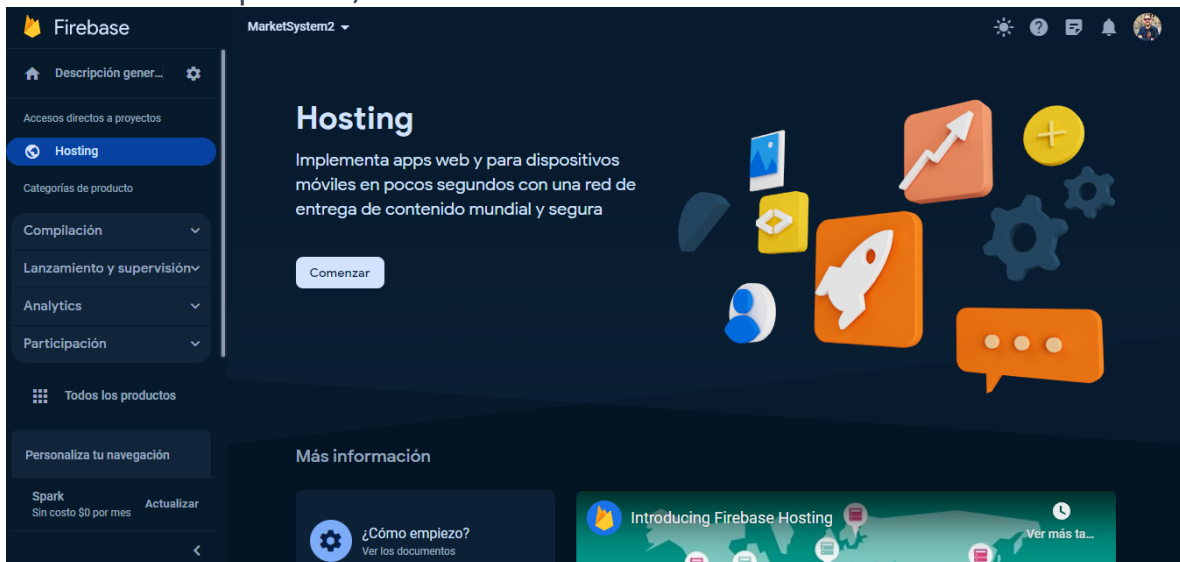 Firebase
MarketSystem2
Descripción gener...
Accesos directos a proyectos
Hosting
Categorías de producto
Compilación
Lanzamiento y supervisión
Analytics
Participación
Todos los productos
Personaliza tu navegación
Spark
Sin costo $0 por mes
Actualizar
Hosting
Implementa apps web y para dispositivos
móviles en pocos segundos con una red de
entrega de contenido mundial y segura
Comenzar
Más información
¿Cómo empiezo?
Ver los documentos
Introducing Firebase Hosting
Ver más ta...